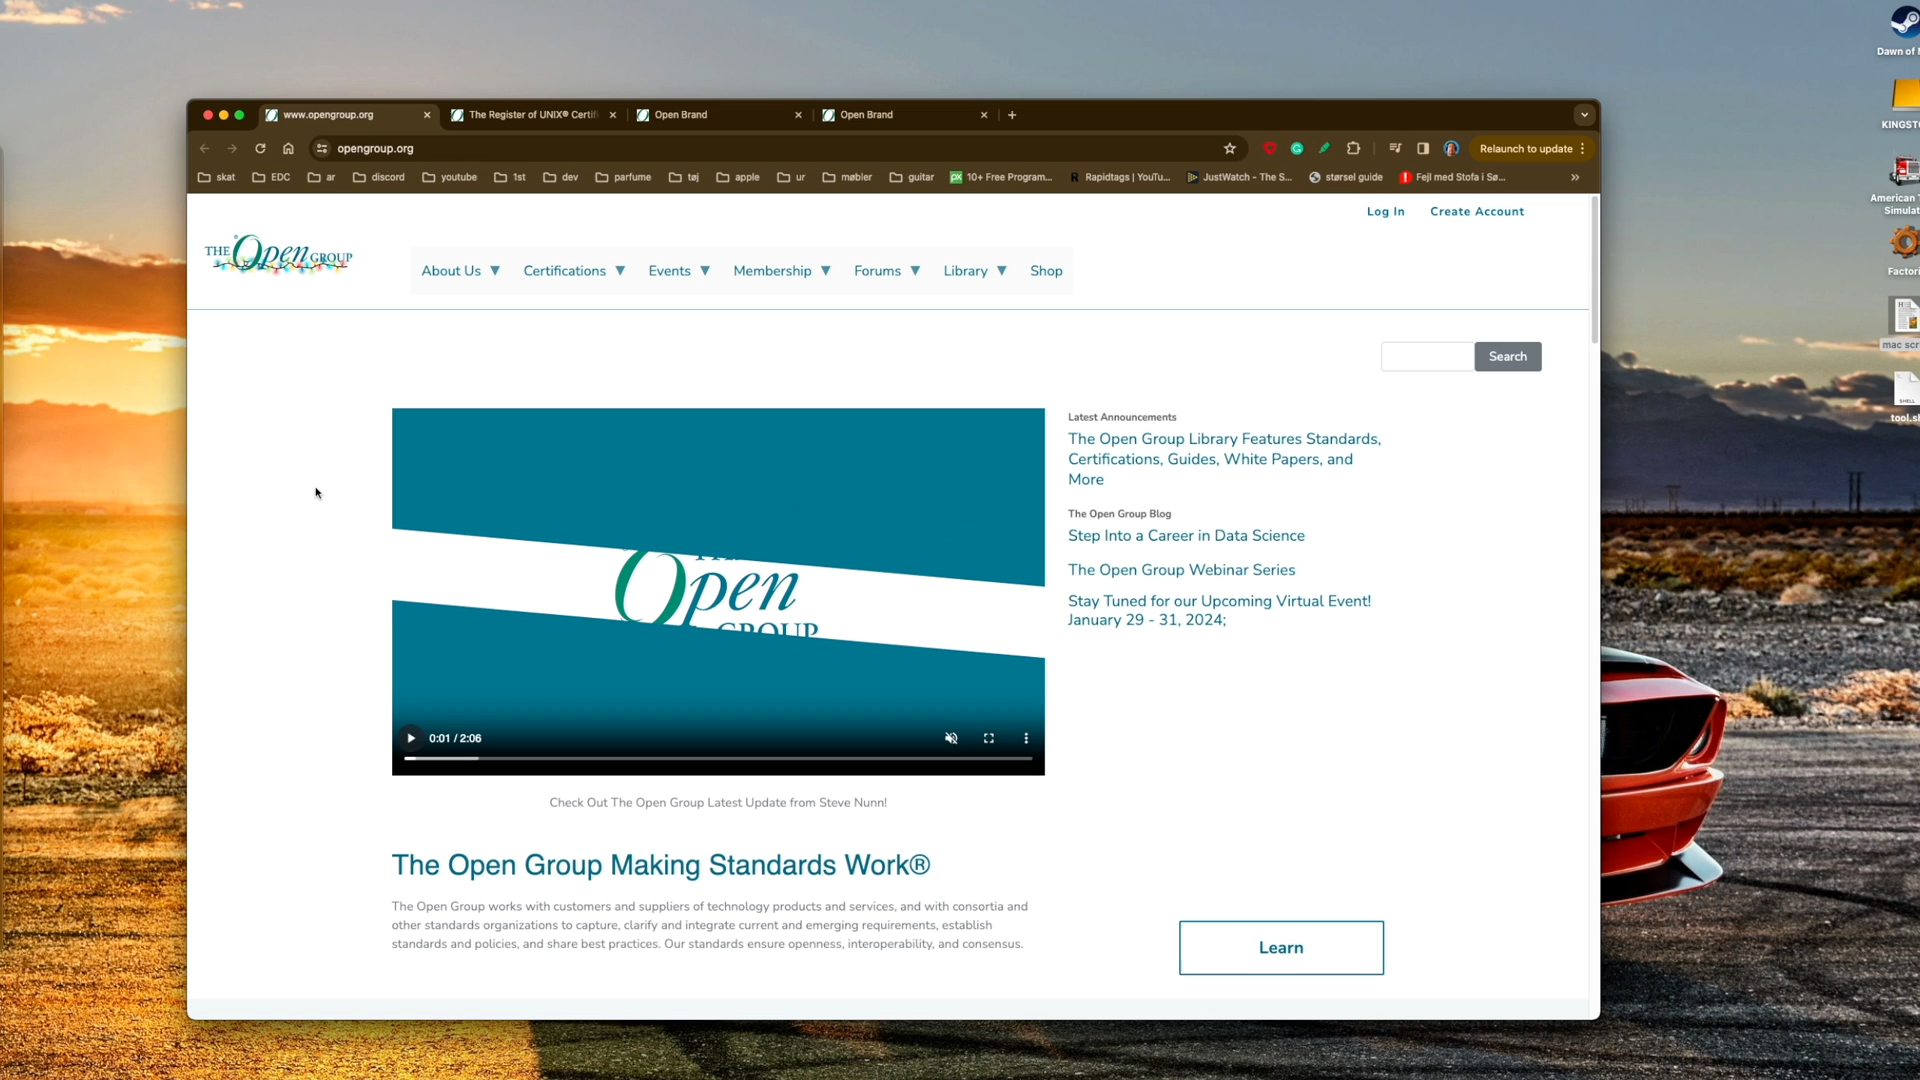 Dawn of
www.opengroup.org
The Register of UNIX® Certifi
Open Brand
Open Brand
opengroup.org
Relaunch to update
KINGST
skat
EDC
ar
discord
youtube
1st
dev
parfume
tøj
apple
ur
møbler
guitar
10+ Free Program...
Rapidtags | YouTu...
JustWatch - The S...
størsel guide
Fejl med Stofa i Sø...
American
Simulat
Log In
Create Account
THE Open GROUP
About Us
Certifications
Events
Membership
Forums
Library
Shop
Factori
mac scr
Search
SHELL
tool.sh
Latest Announcements
The Open Group Library Features Standards,
Certifications, Guides, White Papers, and
More
The Open Group Blog
Step Into a Career in Data Science
The Open Group Webinar Series
Stay Tuned for our Upcoming Virtual Event!
January 29 - 31, 2024;
Open
GROUP
0:01 / 2:06
Check Out The Open Group Latest Update from Steve Nunn!
The Open Group Making Standards Work®
The Open Group works with customers and suppliers of technology products and services, and with consortia and
other standards organizations to capture, clarify and integrate current and emerging requirements, establish
standards and policies, and share best practices. Our standards ensure openness, interoperability, and consensus.
Learn